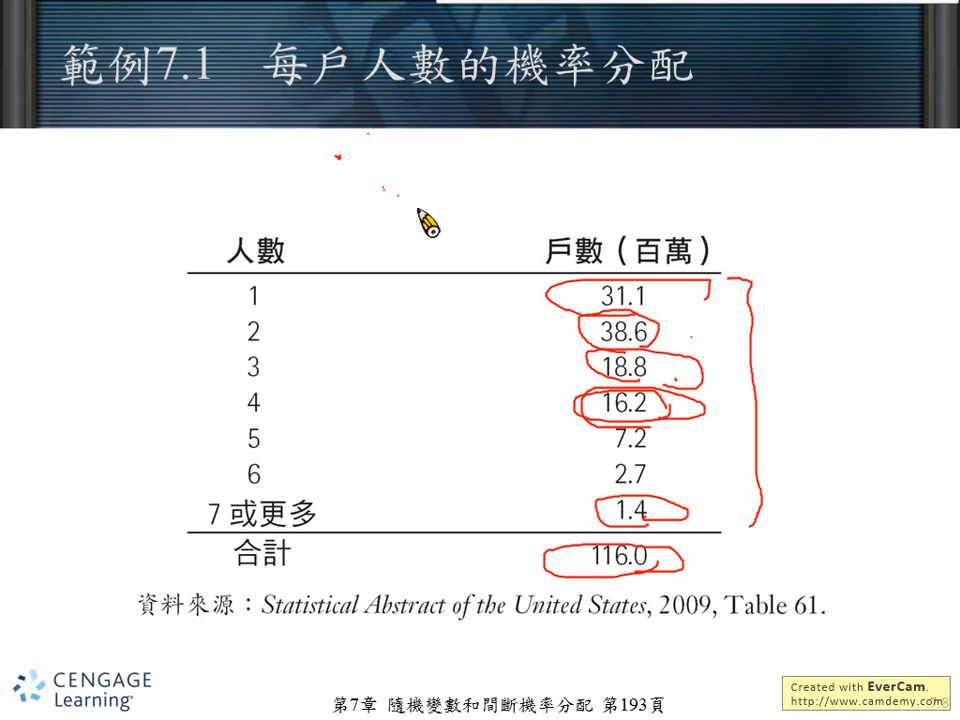 範例7.1 每戶人數的機率分配
人數 戶數（百萬）
1 31.1
2 38.6
3 18.8
4 16.2
5 7.2
6 2.7
7 或更多 1.4
合計 116.0
資料來源：Statistical Abstract of the United States, 2009, Table 61.
CENGAGE
Learning
第7章 隨機變數和間斷機率分配 第193頁
Created with EverCam.
http://www.camdemy.com